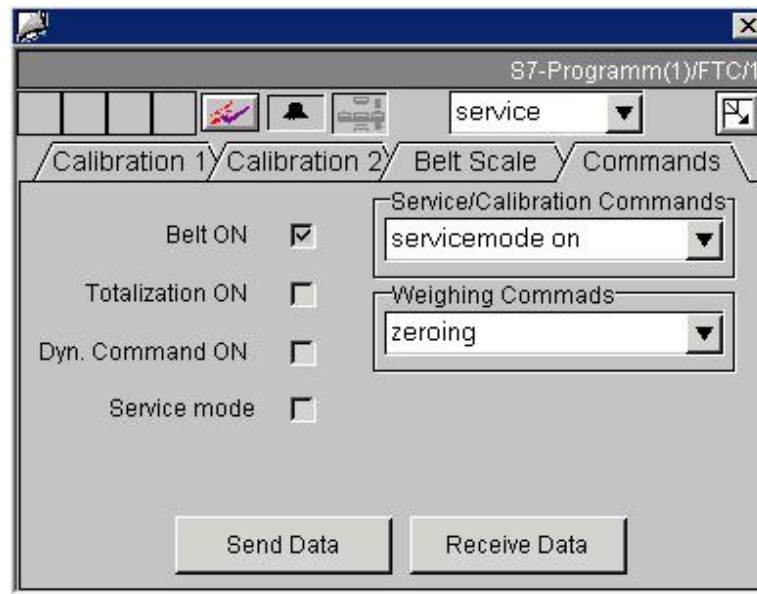 S7-Programm(1)/FTC/1
service
Calibration 1 Calibration 2 Belt Scale Commands
Service/Calibration Commands
Belt ON servicemode on
Totalization ON Weighing Commads
zeroing
Dyn. Command ON
Service mode
Send Data Receive Data